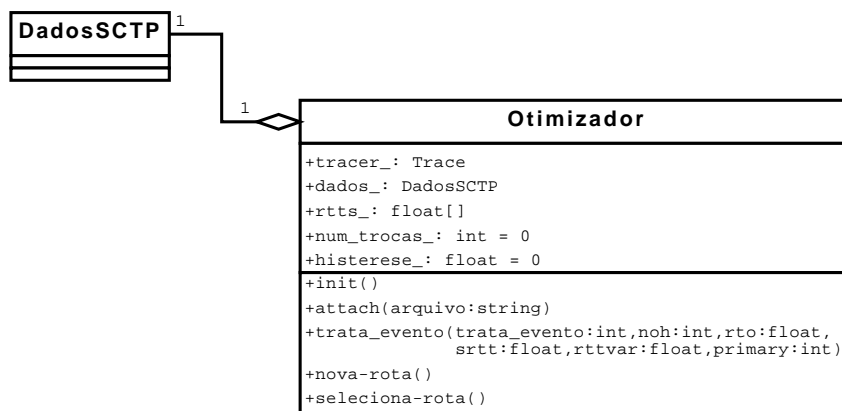 DadosSCTP
1
1
Otimizador
+tracer_: Trace
+dados_: DadosSCTP
+rtts_: float[]
+num_trocas_: int = 0
+histerese_: float = 0
+init()
+attach(arquivo:string)
+trata_evento(trata_evento:int,noh:int,rto:float,
srtt:float,rttvar:float,primary:int)
+nova-rota()
+seleciona-rota()